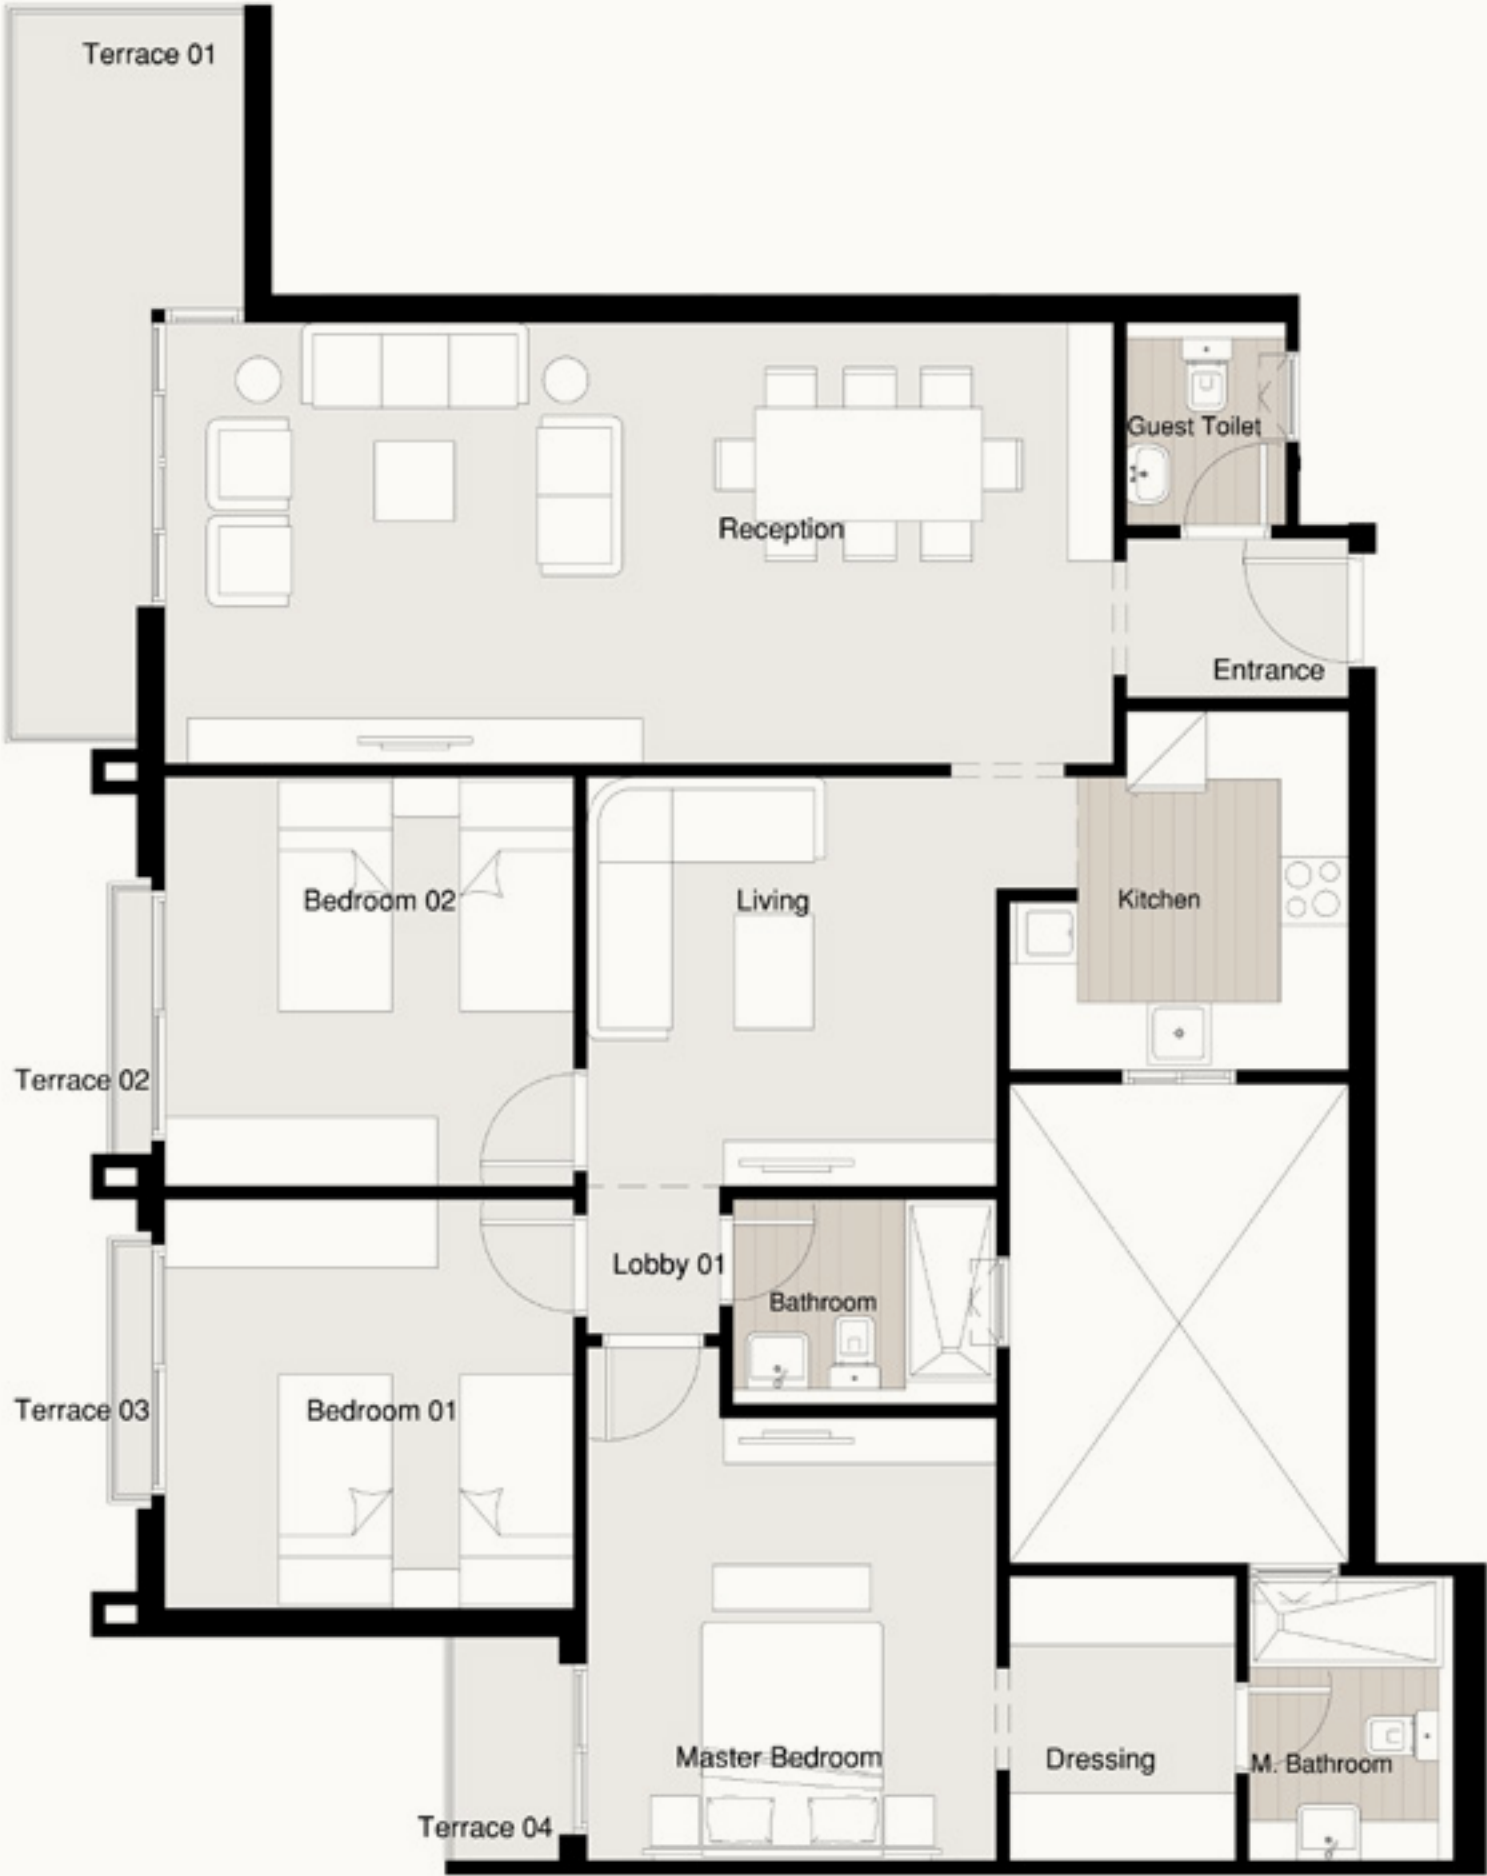 Terrace 01
Guest Toilet
Reception
Entrance
Bedroom 02
Living
Kitchen
Terrace 02
Lobby 01
Bathroom
Terrace 03
Bedroom 01
Master Bedroom
Dressing
M. Bathroom
Terrace 04